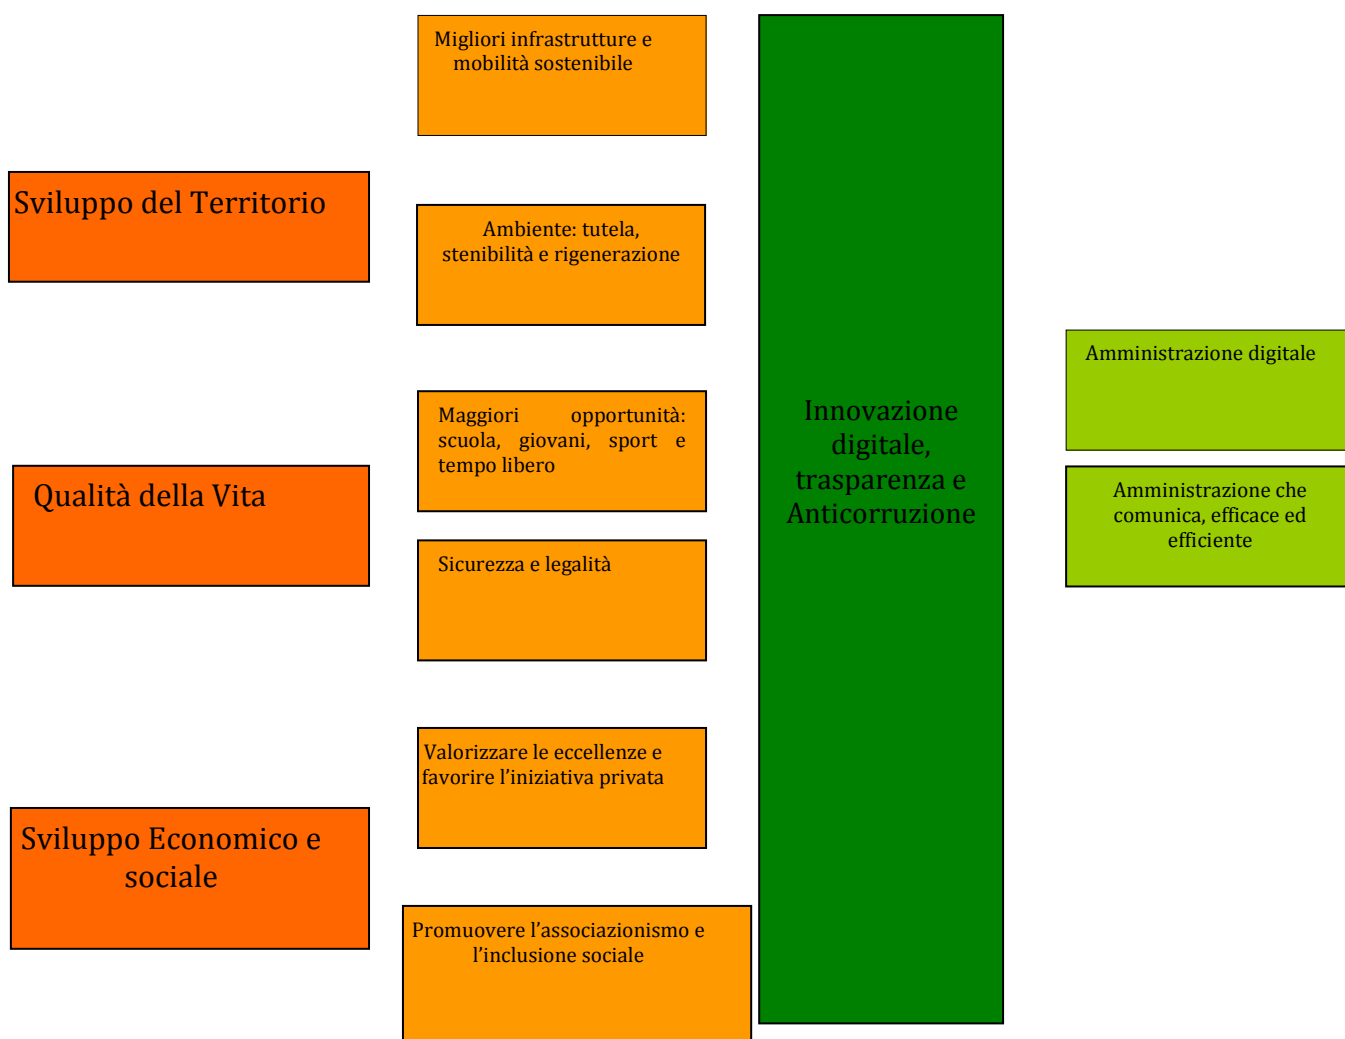 Migliori infrastrutture e
mobilità sostenibile
Sviluppo del Territorio
Ambiente: tutela,
stenibilità e rigenerazione
Maggiori opportunità:
scuola, giovani, sport e
tempo libero
Qualità della Vita
Sicurezza e legalità
Valorizzare le eccellenze e
favorire l’iniziativa privata
Sviluppo Economico e
sociale
Promuovere l’associazionismo e
l’inclusione sociale
Innovazione
digitale,
trasparenza e
Anticorruzione
Amministrazione digitale
Amministrazione che
comunica, efficace ed
efficiente